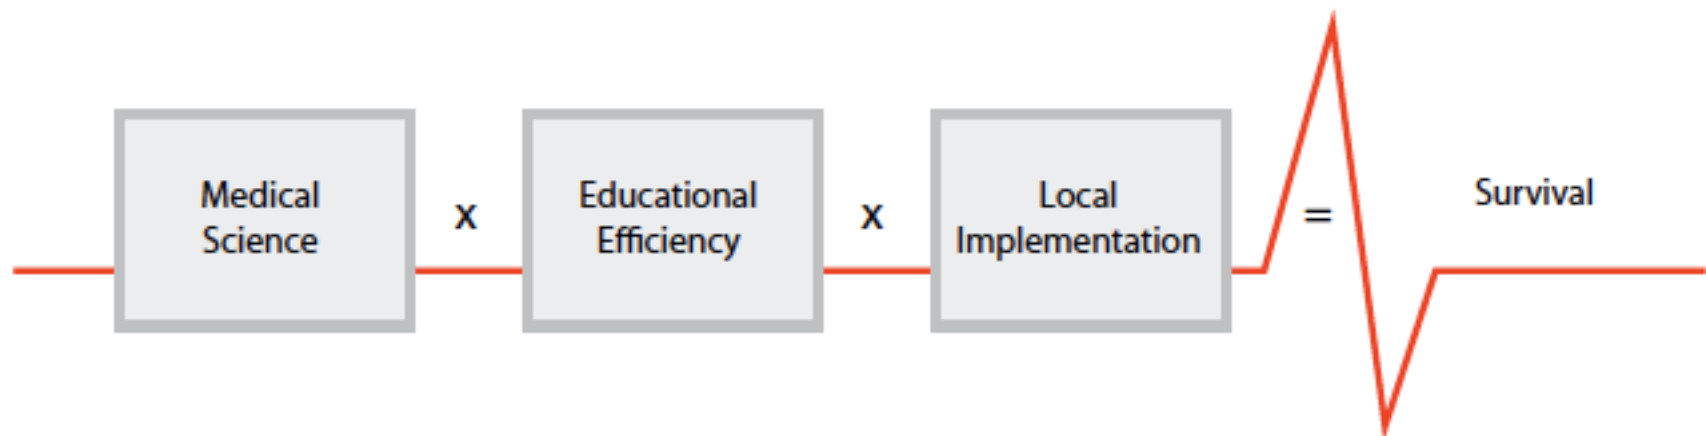 Medical
Science
x
Educational
Efficiency
x
Local
Implementation
=
Survival